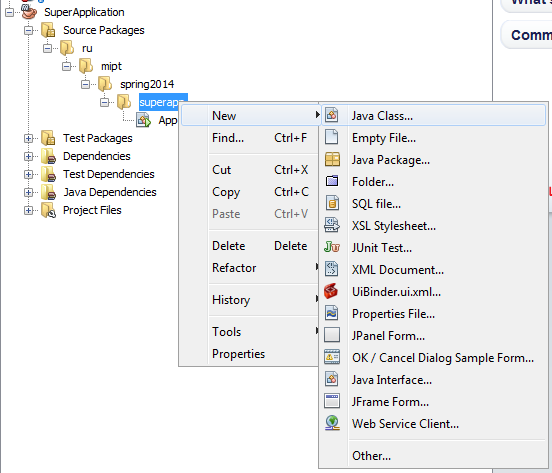 SuperApplication
Source Packages
ru
mipt
spring2014
superapp
App
Test Packages
Dependencies
Test Dependencies
Java Dependencies
Project Files
New
Find... Ctrl+F
Cut Ctrl+X
Copy Ctrl+C
Paste Ctrl+V
Delete Delete
Refactor
History
Tools
Properties
Java Class...
Empty File...
Java Package...
Folder...
SQL file...
XSL Stylesheet...
JUnit Test...
XML Document...
UiBinder.ui.xml...
Properties File...
JPanel Form...
OK / Cancel Dialog Sample Form...
Java Interface...
JFrame Form...
Web Service Client...
Other...
What's
Comm